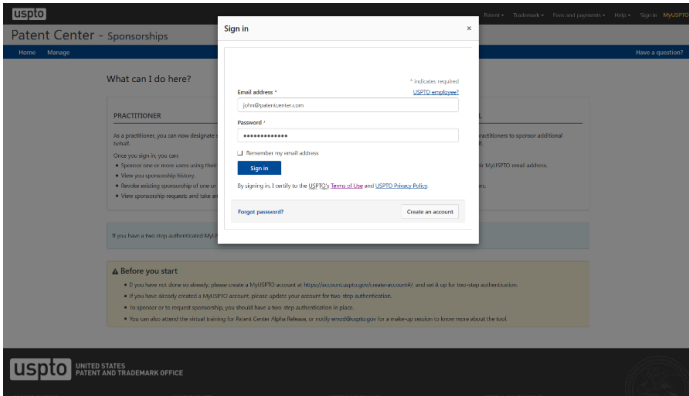 uspto
Patent Trademark Fees and payments Help Sign in MyUSPTO
Patent Center - Sponsorships
Home Manage Have a question?
Sign in ×
* indicates required
Email address * USPTO employee?
john@patentcenter.com
Password *
Remember my email address
Sign in
By signing in, I certify to the USPTO's Terms of Use and USPTO Privacy Policy
Forgot password? Create an account
What can I do here?
PRACTITIONER
As a practitioner, you can now designate
behalf.
Once you sign in, you can:
Sponsor one or more users using their
View you sponsorship history.
Revoke existing sponsorship of one or
View sponsorship requests and take
practitioners to sponsor additional
or MyUSPTO email address.
If you have a two step authenticated
Before you start
If you have not done so already, please create a MyUSPTO account at https://account.uspto.gov/create-account/ and set it up for two-step authentication.
If you have already created a MyUSPTO account, please update your account for two step authentication.
To sponsor or to request sponsorship, you should have a two-step authentication in place.
You can also attend the virtual training for Patent Center Alpha Release, or notify emod@uspto.gov for a make-up session to know more about the tool.
uspto
UNITED STATES
PATENT AND TRADEMARK OFFICE